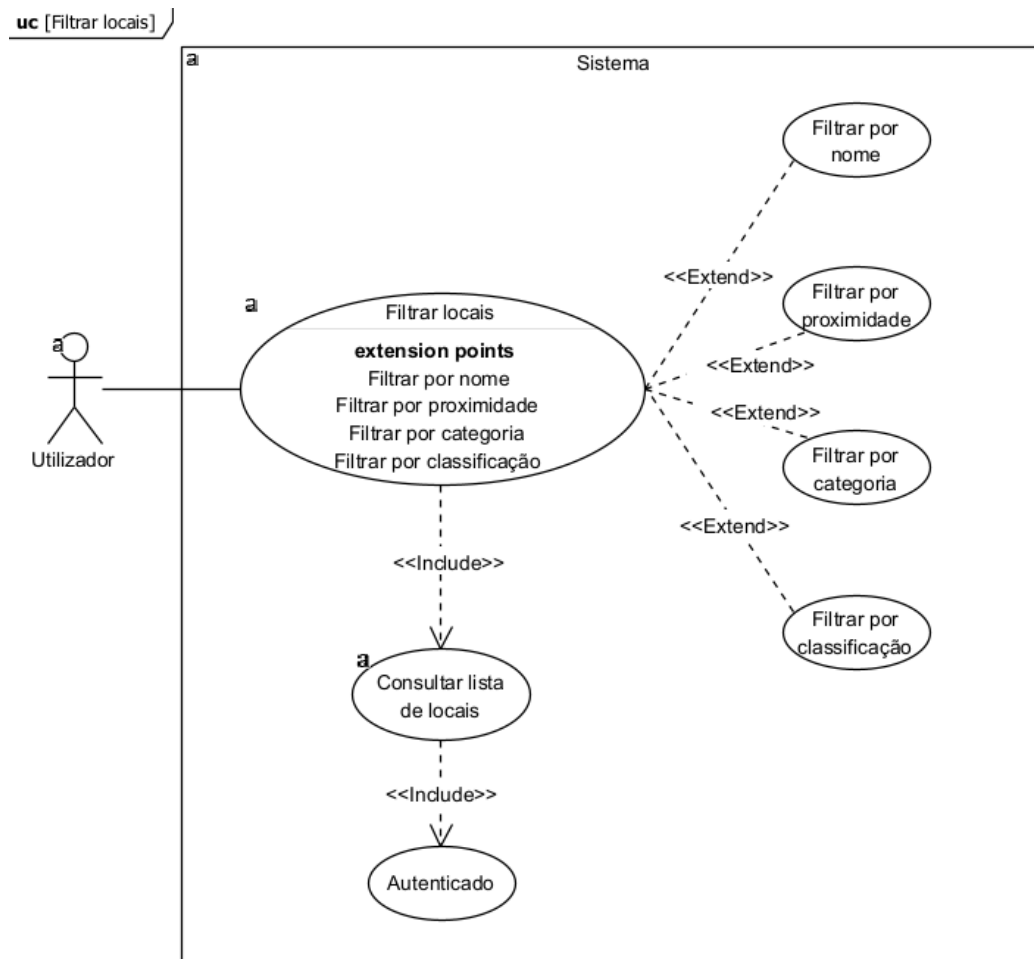 uc [Filtrar locais]
a
Sistema
Filtrar por
nome
<<Extend>>
a
Filtrar locais
extension points
Filtrar por nome
Filtrar por proximidade
Filtrar por categoria
Filtrar por classificação
Filtrar por
proximidade
<<Extend>>
a
Utilizador
<<Extend>>
Filtrar por
categoria
<<Extend>>
<<Include>>
Filtrar por
classificação
a
Consultar lista
de locais
<<Include>>
Autenticado